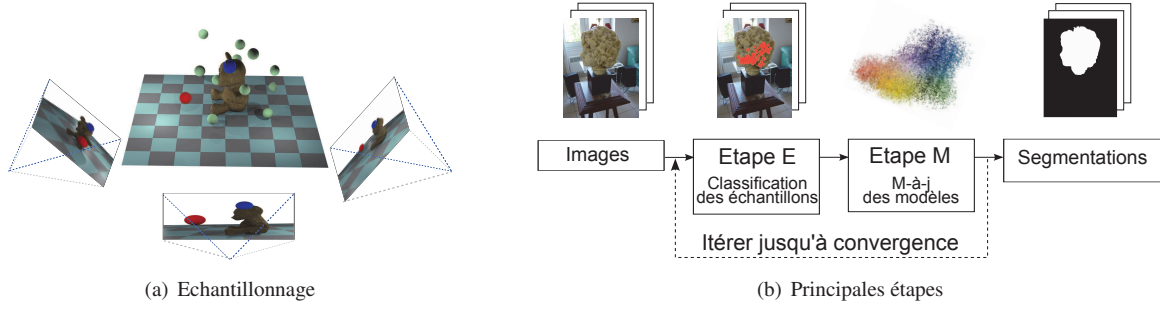 Images
Etape E
Classification
des échantillons
Etape M
M-à-j
des modèles
Segmentations
Itérer jusqu'à convergence
(a) Echantillonnage
(b) Principales étapes